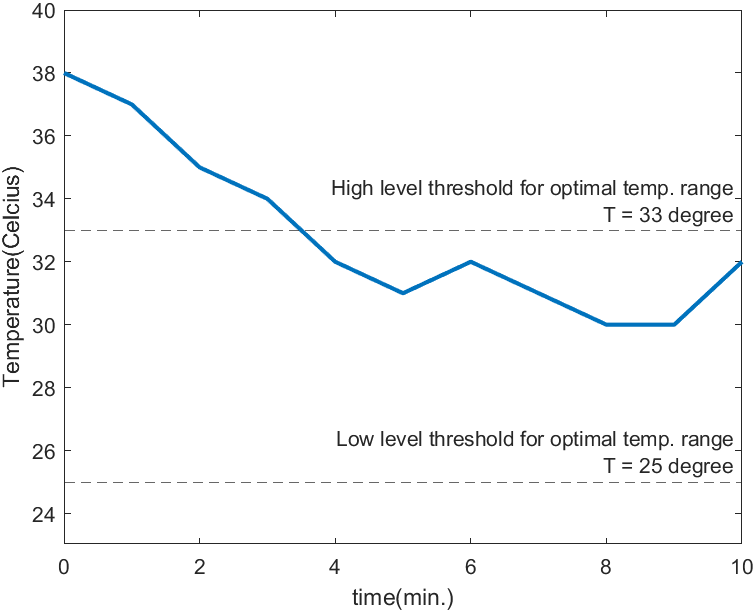 40
38
36
34
32
30
28
26
24
Temperature(Celcius)
High level threshold for optimal temp. range
T = 33 degree
Low level threshold for optimal temp. range
T = 25 degree
0 2 4 6 8 10
time(min.)